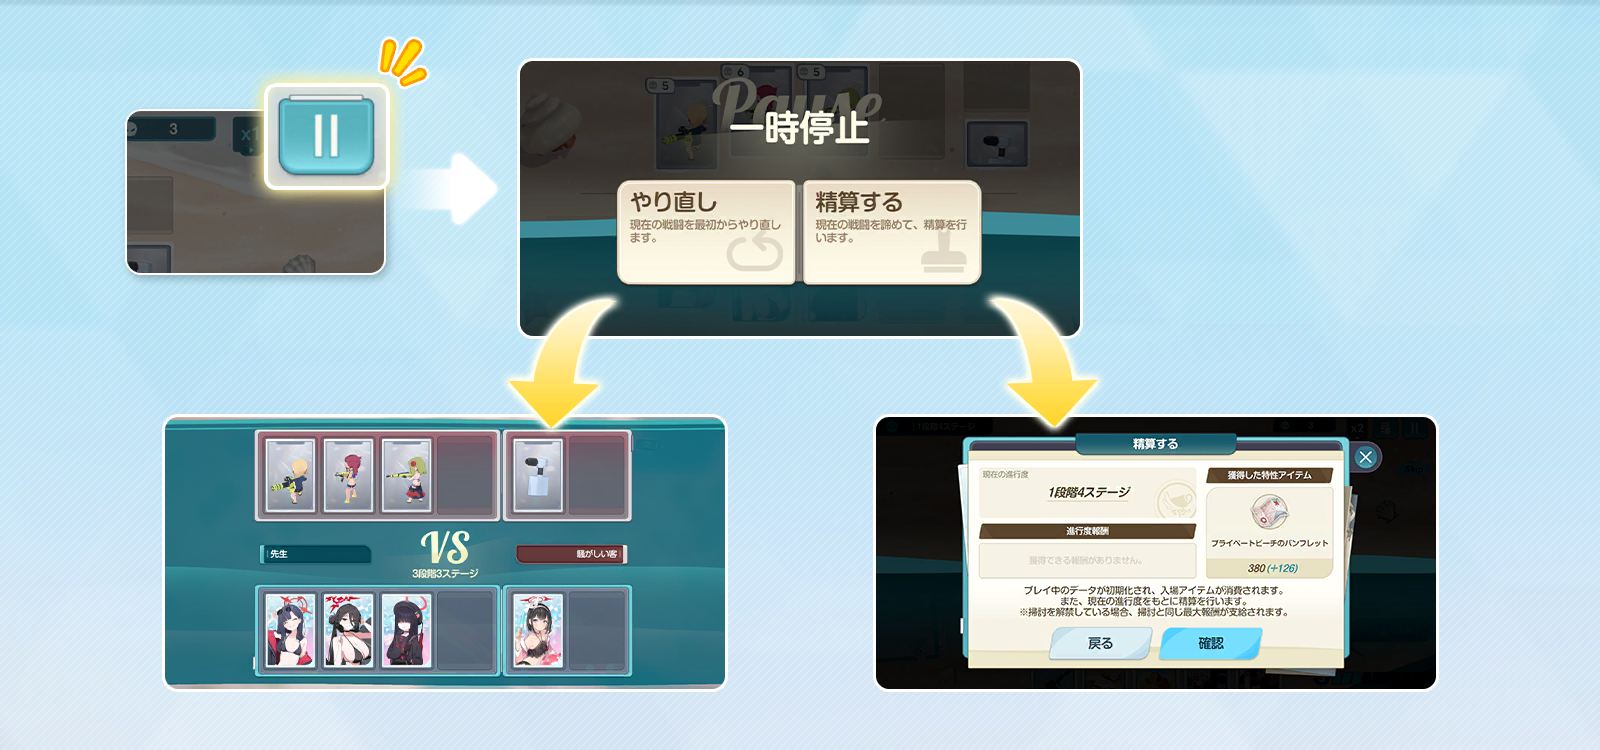 3
x1
5
6
5
Pause
一時停止
やり直し
現在の戦闘を最初からやり直し
ます。
精算する
現在の戦闘を諦めて、精算を行
います。
VS
先生
騒がしい客
3段階3ステージ
1段階4ステージ
3
x2
精算する
現在の進行度
1段階4ステージ
進行度報酬
獲得できる報酬がありません。
獲得した特性アイテム
プライベートビーチのパンフレット
380 (+126)
プレイ中のデータが初期化され、入場アイテムが消費されます。
また、現在の進行度をもとに精算を行います。
※掃討を解禁している場合、掃討と同じ最大報酬が支給されます。
戻る
確認